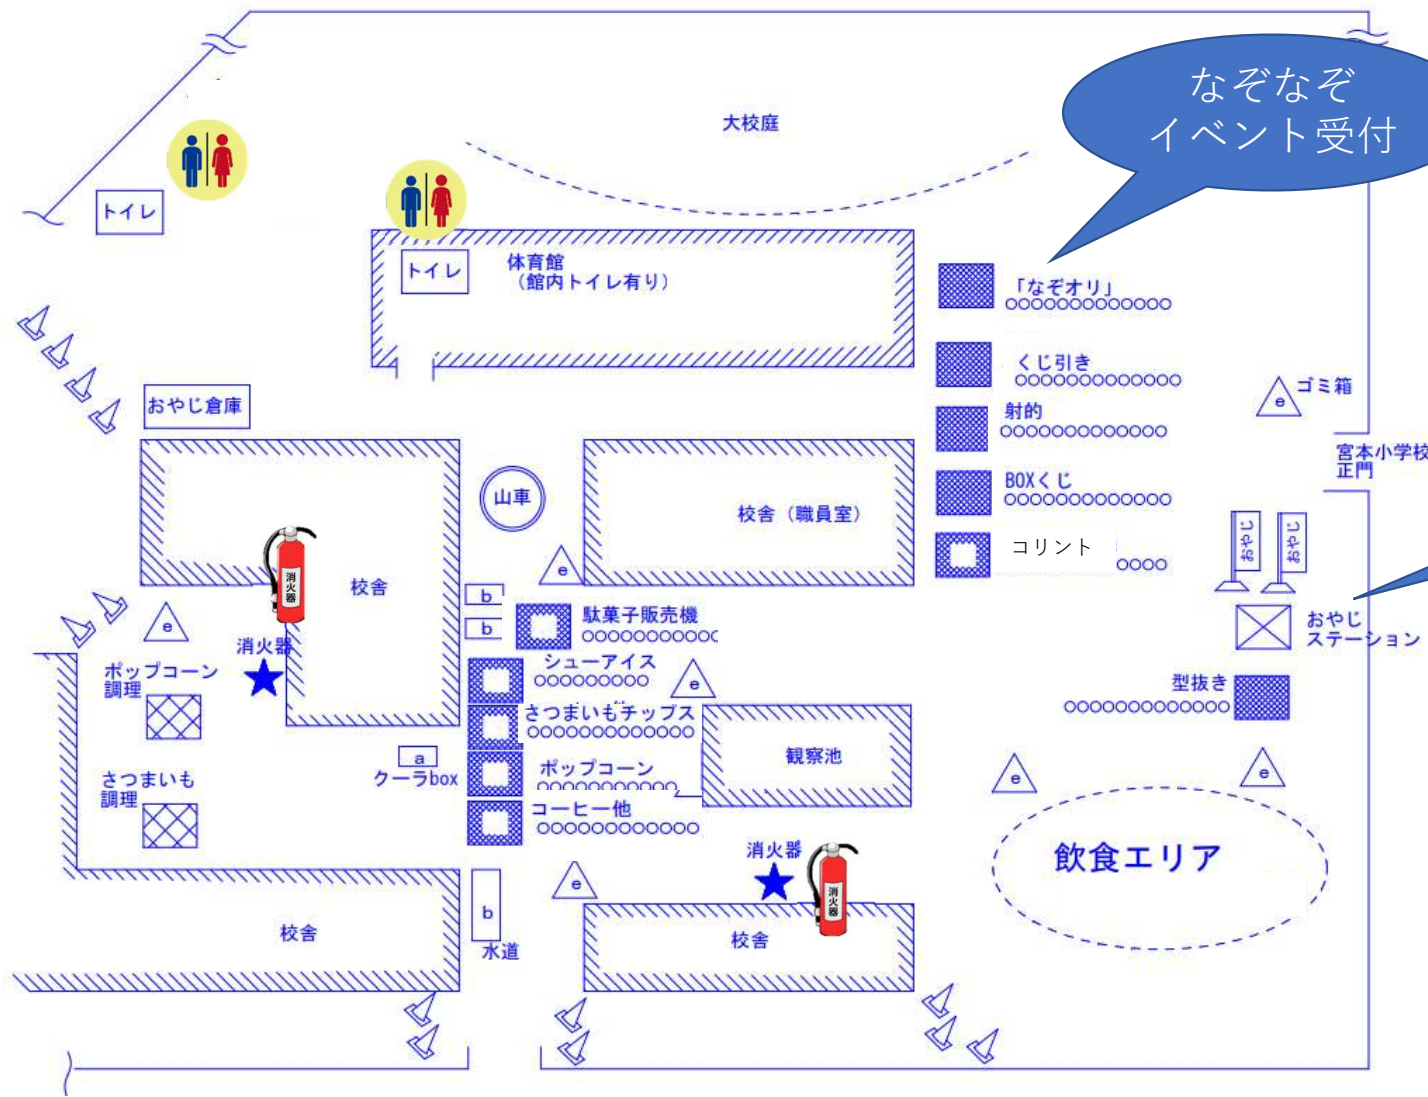 なぞなぞ
イベント受付
大校庭
トイレ
トイレ
体育館
（館内トイレ有り）
「なぞオリ」
○○○○○○○○○○○○○
くじ引き
○○○○○○○○○○○○○
e
ゴミ箱
射的
○○○○○○○○○○○○○
おやじ倉庫
宮本小学校
正門
BOXくじ
○○○○○○○○○○○○○
山車
校舎（職員室）
コリント
○○○○
おやじ
おやじ
消火器
校舎
e
b
b
駄菓子販売機
○○○○○○○○○○○
おやじ
ステーション
e
消火器
ポップコーン
調理
シューアイス
○○○○○○○○○
e
型抜き
○○○○○○○○○○○○○
さつまいもチップス
○○○○○○○○○○○○○
a
クーラbox
観察池
ポップコーン
○○○○○○○○○○○
e
e
さつまいも
調理
コーヒー他
○○○○○○○○○○○○
消火器
消火器
飲食エリア
e
b
水道
校舎
校舎